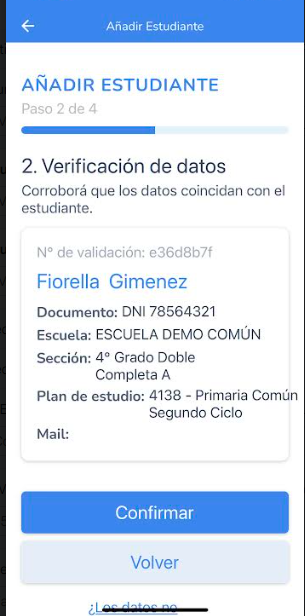 Añadir Estudiante
AÑADIR ESTUDIANTE
Paso 2 de 4
2. Verificación de datos
Corroborá que los datos coincidan con el
estudiante.
Nº de validación: e36d8b7f
Fiorella Gimenez
Documento: DNI 78564321
Escuela: ESCUELA DEMO COMÚN
Sección: 4° Grado Doble
Completa A
Plan de estudio: 4138 - Primaria Común
Segundo Ciclo
Mail:
Confirmar
Volver
¿Los datos no